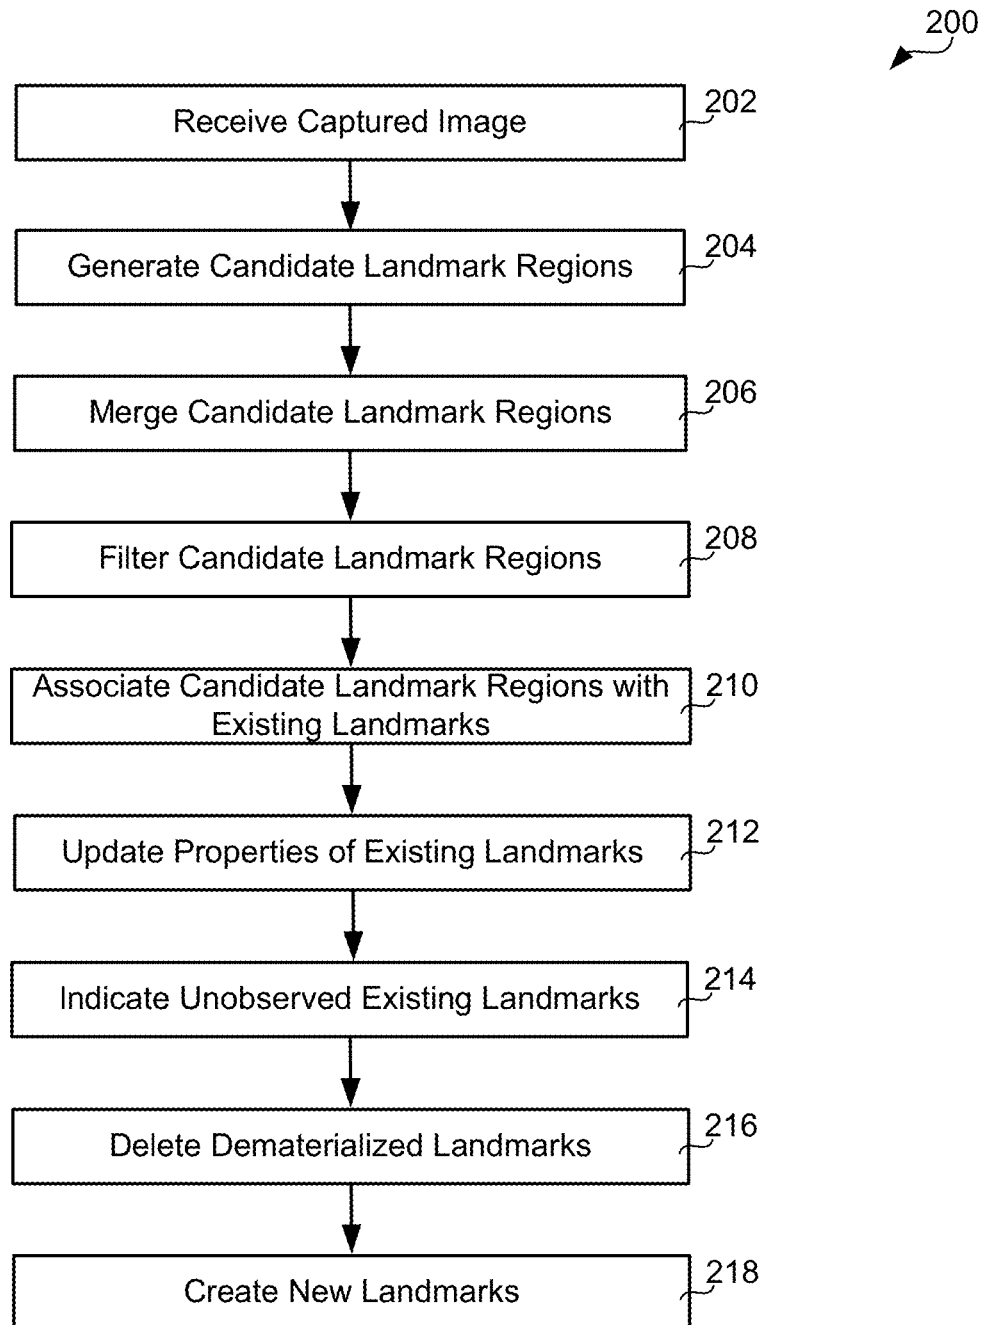 200
Receive Captured Image
202
Generate Candidate Landmark Regions
204
Merge Candidate Landmark Regions
206
Filter Candidate Landmark Regions
208
Associate Candidate Landmark Regions with
Existing Landmarks
210
Update Properties of Existing Landmarks
212
Indicate Unobserved Existing Landmarks
214
Delete Dematerialized Landmarks
216
Create New Landmarks
218